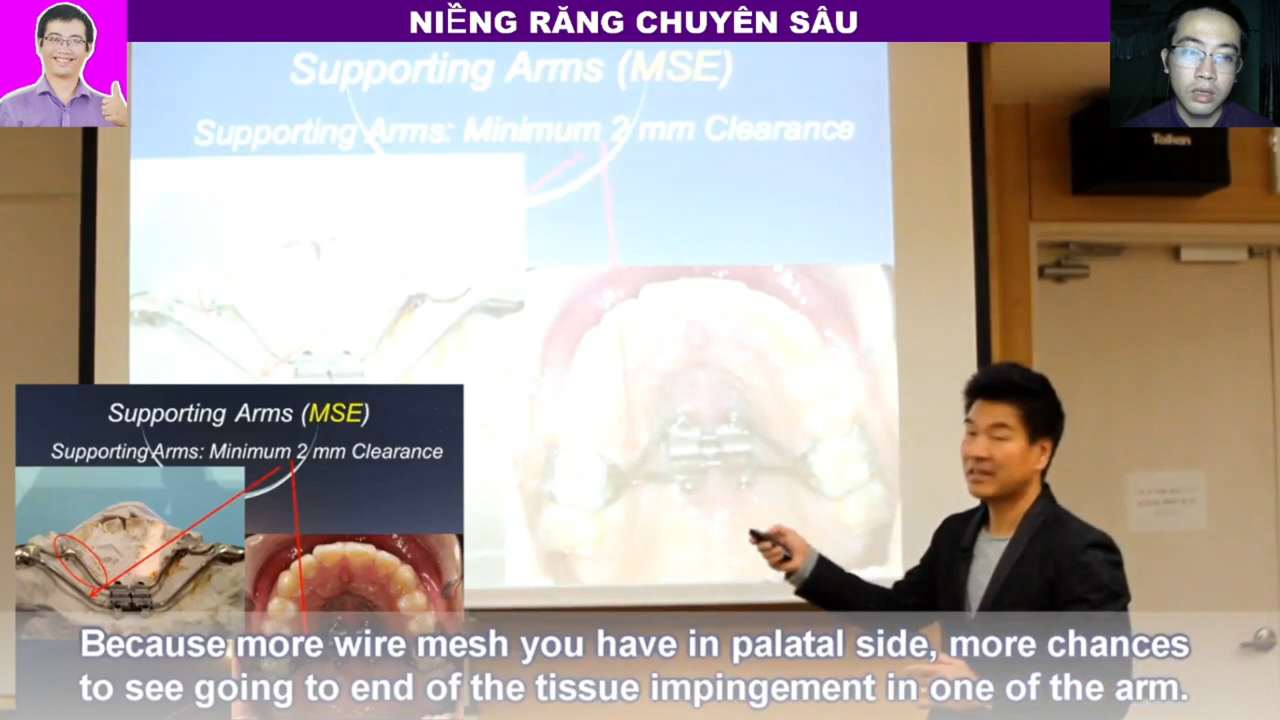 NIỀNG RĂNG CHUYÊN SÂU
Supporting Arms (MSE)
Supporting Arms: Minimum 2 mm Clearance
Supporting Arms (MSE)
Supporting Arms: Minimum 2 mm Clearance
Because more wire mesh you have in palatal side, more chances
to see going to end of the tissue impingement in one of the arm.